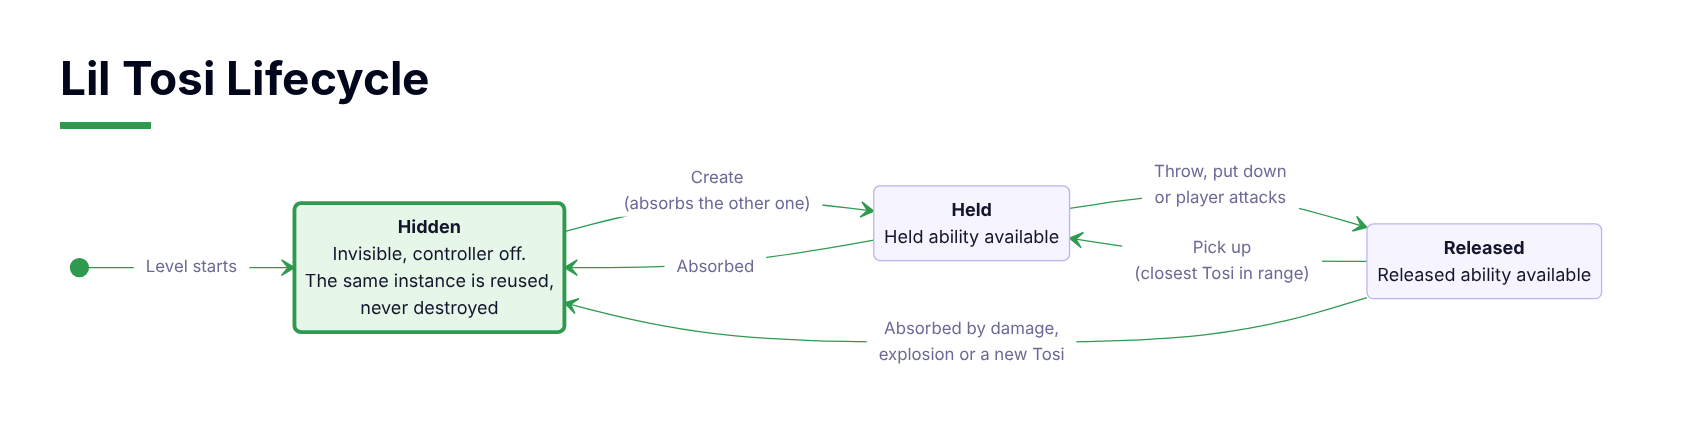 Lil Tosi Lifecycle
Level starts
Hidden
Invisible, controller off.
The same instance is reused,
never destroyed
Create
(absorbs the other one)
Absorbed
Held
Held ability available
Throw, put down
or player attacks
Pick up
(closest Tosi in range)
Released
Released ability available
Absorbed by damage,
explosion or a new Tosi